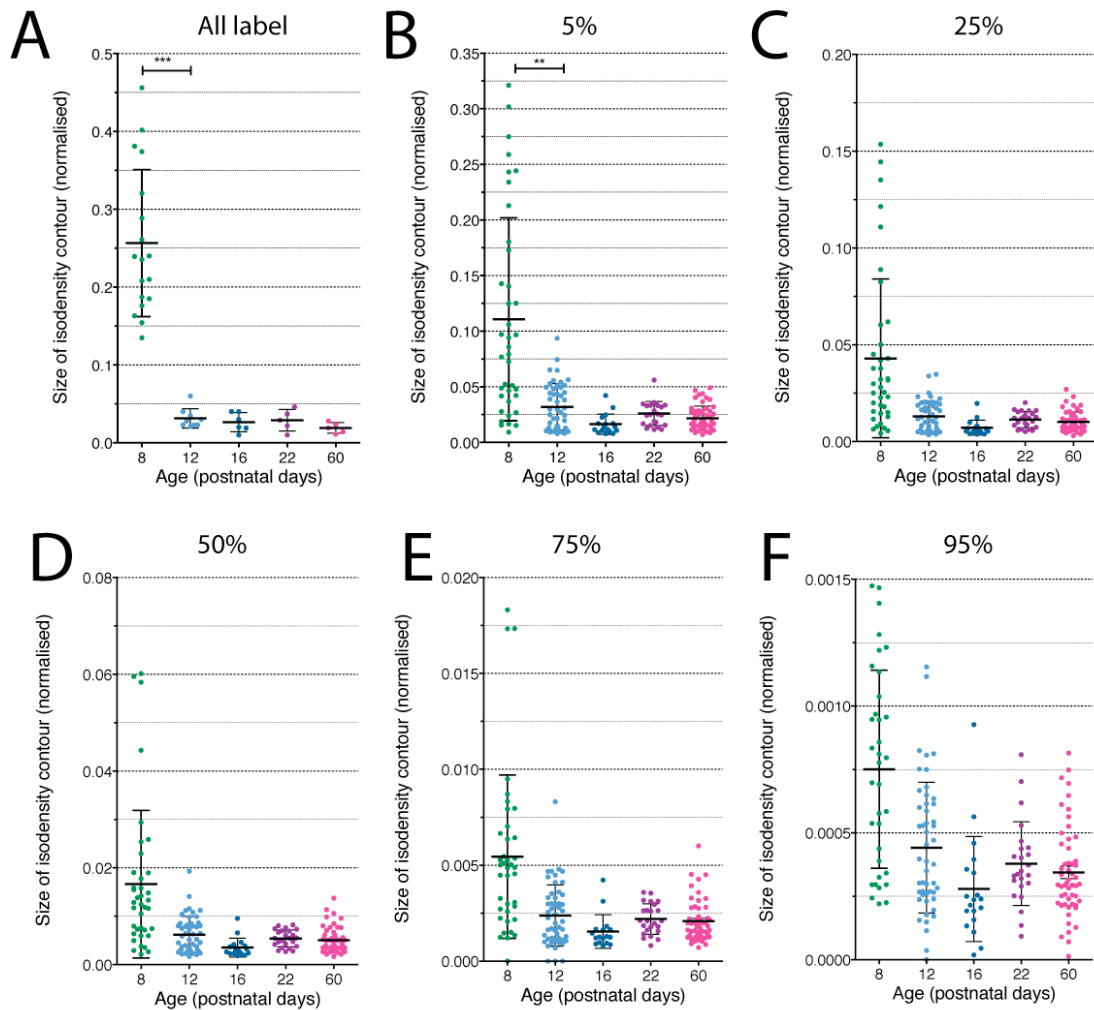 A
All label
Size of isodensity contour (normalised)
0.5
0.4
0.3
0.2
0.1
0.0
***
8 12 16 22 60
Age (postnatal days)
B
5%
Size of isodensity contour (normalised)
0.35
0.30
0.25
0.20
0.15
0.10
0.05
0.00
**
8 12 16 22 60
Age (postnatal days)
C
25%
Size of isodensity contour (normalised)
0.20
0.15
0.10
0.05
0.00
8 12 16 22 60
Age (postnatal days)
D
50%
Size of isodensity contour (normalised)
0.08
0.06
0.04
0.02
0.00
8 12 16 22 60
Age (postnatal days)
E
75%
Size of isodensity contour (normalised)
0.020
0.015
0.010
0.005
0.000
8 12 16 22 60
Age (postnatal days)
F
95%
Size of isodensity contour (normalised)
0.0015
0.0010
0.0005
0.0000
8 12 16 22 60
Age (postnatal days)